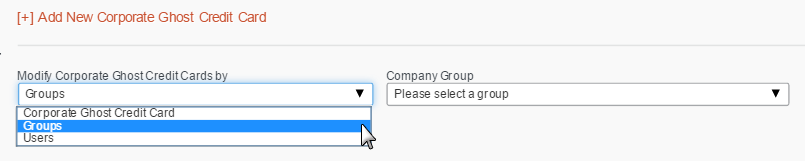 [+] Add New Corporate Ghost Credit Card
Modify Corporate Ghost Credit Cards by
Company Group
Groups
Please select a group
Corporate Ghost Credit Card
Groups
Users